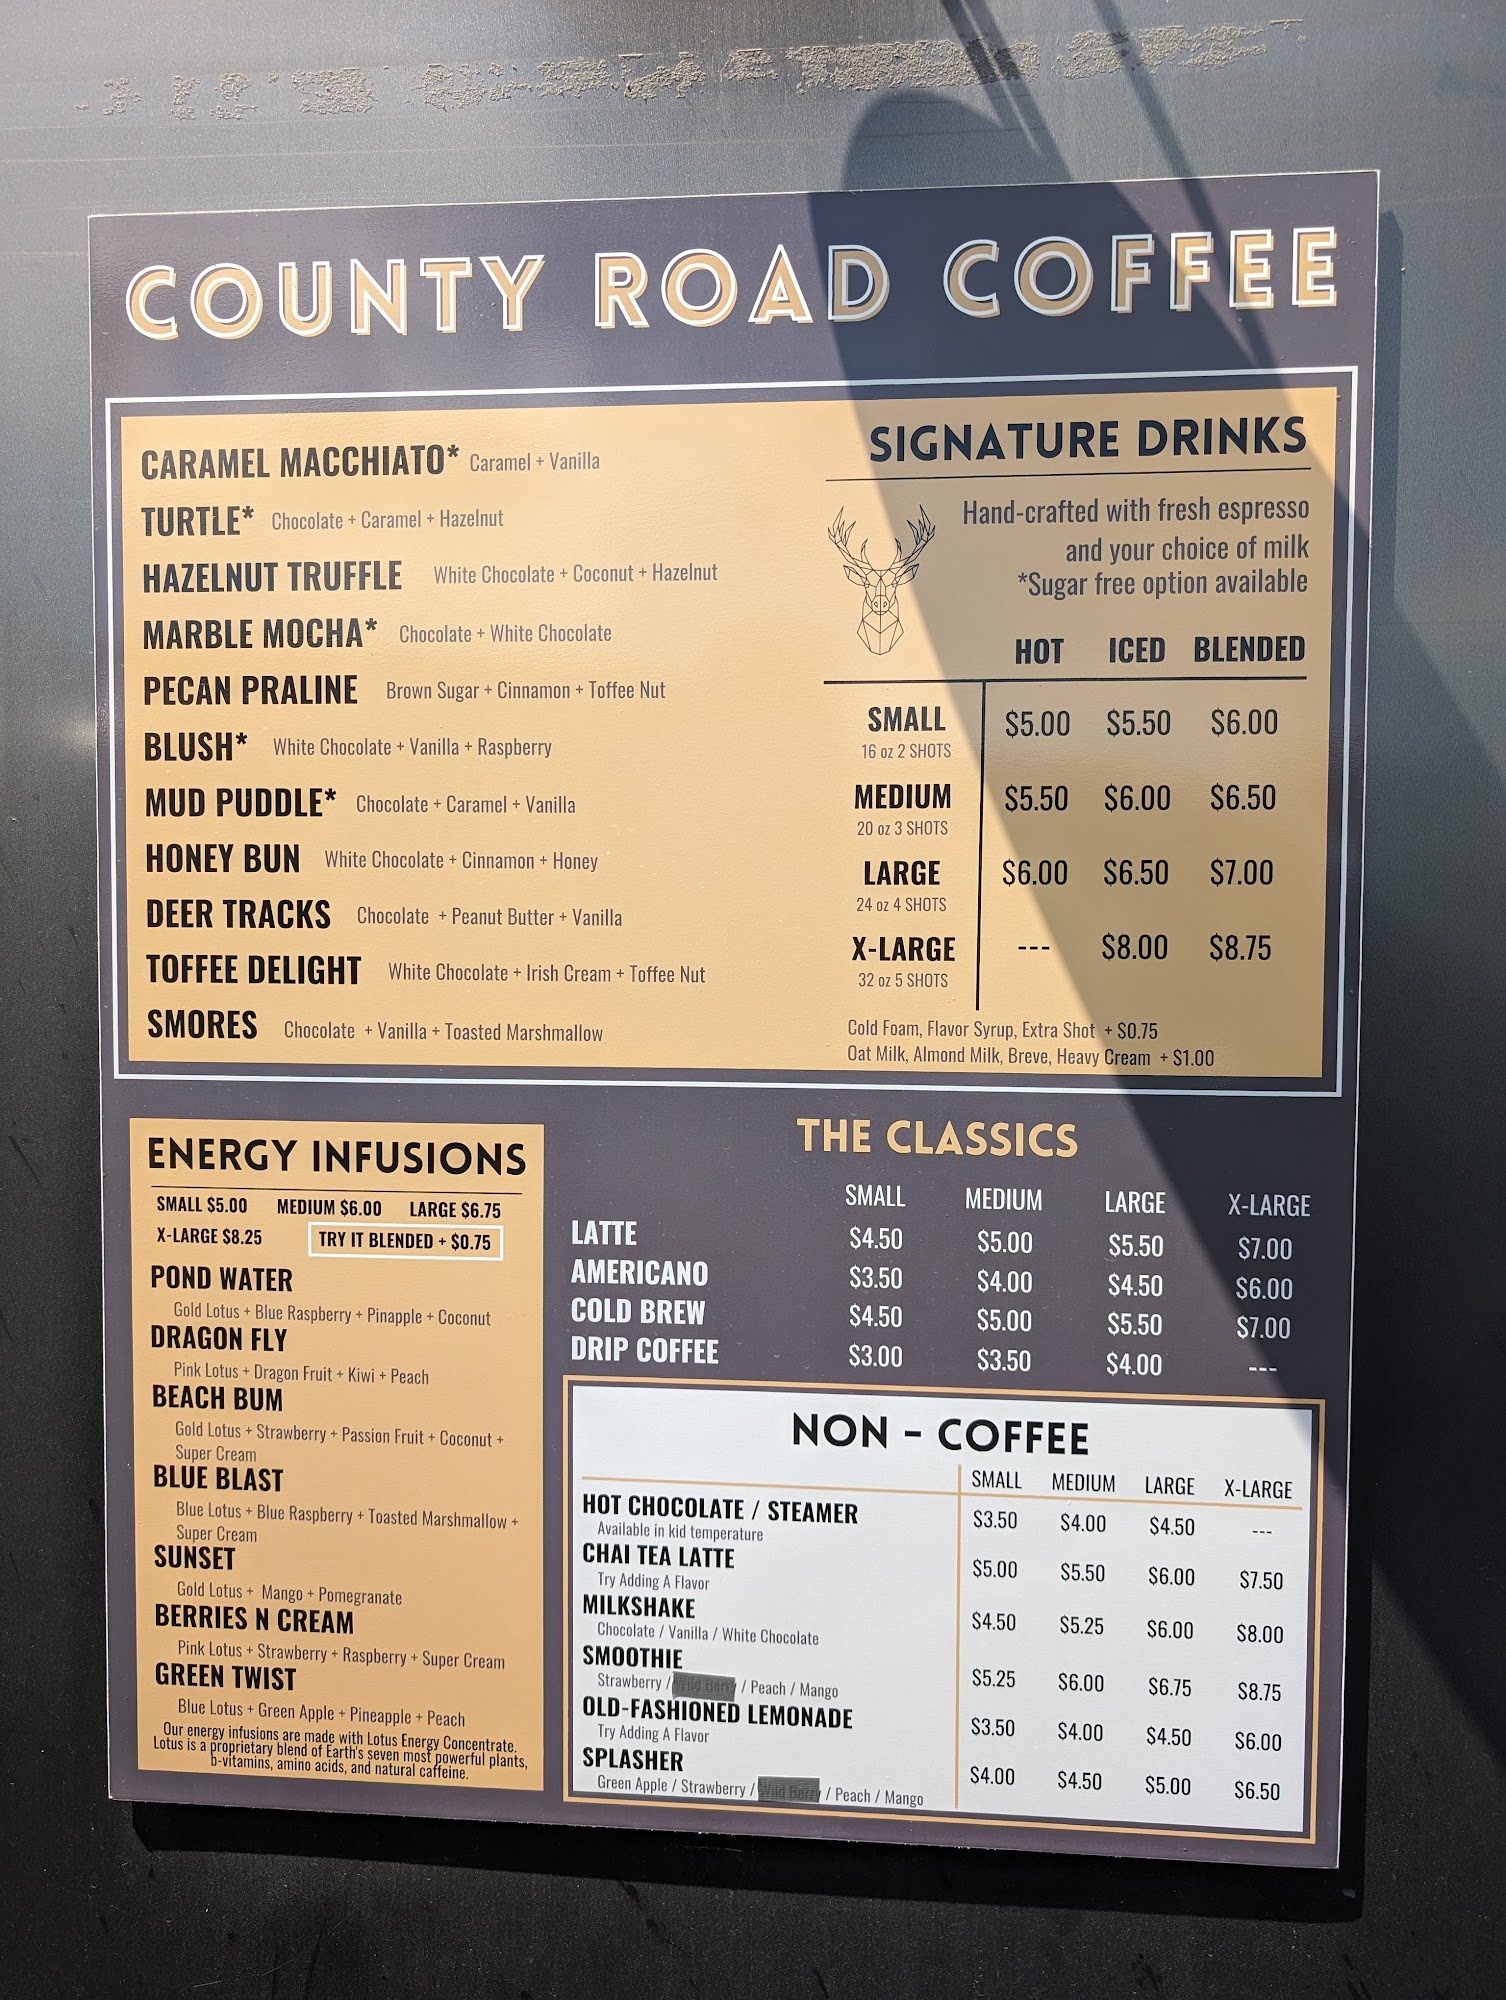 COUNTY ROAD COFFEE
CARAMEL MACCHIATO* Caramel + Vanilla
TURTLE* Chocolate + Caramel + Hazelnut
HAZELNUT TRUFFLE White Chocolate + Coconut + Hazelnut
MARBLE MOCHA* Chocolate + White Chocolate
PECAN PRALINE Brown Sugar + Cinnamon + Toffee Nut
BLUSH* White Chocolate + Vanilla + Raspberry
MUD PUDDLE* Chocolate + Caramel + Vanilla
HONEY BUN White Chocolate + Cinnamon + Honey
DEER TRACKS Chocolate + Peanut Butter + Vanilla
TOFFEE DELIGHT White Chocolate + Irish Cream + Toffee Nut
SMORES Chocolate + Vanilla + Toasted Marshmallow
SIGNATURE DRINKS
Hand-crafted with fresh espresso
and your choice of milk
*Sugar free option available
HOT ICED BLENDED
SMALL $5.00 $5.50 $6.00
16 oz 2 SHOTS
MEDIUM $5.50 $6.00 $6.50
20 oz 3 SHOTS
LARGE $6.00 $6.50 $7.00
24 oz 4 SHOTS
X-LARGE --- $8.00 $8.75
32 oz 5 SHOTS
Cold Foam, Flavor Syrup, Extra Shot + $0.75
Oat Milk, Almond Milk, Breve, Heavy Cream + $1.00
ENERGY INFUSIONS
SMALL $5.00 MEDIUM $6.00 LARGE $6.75
X-LARGE $8.25 TRY IT BLENDED + $0.75
POND WATER
Gold Lotus + Blue Raspberry + Pinapple + Coconut
DRAGON FLY
Pink Lotus + Dragon Fruit + Kiwi + Peach
BEACH BUM
Gold Lotus + Strawberry + Passion Fruit + Coconut +
Super Cream
BLUE BLAST
Blue Lotus + Blue Raspberry + Toasted Marshmallow +
Super Cream
SUNSET
Gold Lotus + Mango + Pomegranate
BERRIES N CREAM
Pink Lotus + Strawberry + Raspberry + Super Cream
GREEN TWIST
Blue Lotus + Green Apple + Pineapple + Peach
Our energy infusions are made with Lotus Energy Concentrate.
Lotus is a proprietary blend of Earth's seven most powerful plants,
b-vitamins, amino acids, and natural caffeine.
THE CLASSICS
SMALL MEDIUM LARGE X-LARGE
LATTE $4.50 $5.00 $5.50 $7.00
AMERICANO $3.50 $4.00 $4.50 $6.00
COLD BREW $4.50 $5.00 $5.50 $7.00
DRIP COFFEE $3.00 $3.50 $4.00 ---
NON - COFFEE
SMALL MEDIUM LARGE X-LARGE
HOT CHOCOLATE / STEAMER $3.50 $4.00 $4.50 ---
Available in kid temperature
CHAI TEA LATTE $5.00 $5.50 $6.00 $7.50
Try Adding A Flavor
MILKSHAKE $4.50 $5.25 $6.00 $8.00
Chocolate / Vanilla / White Chocolate
SMOOTHIE $5.25 $6.00 $6.75 $8.75
Strawberry / Wild Berry / Peach / Mango
OLD-FASHIONED LEMONADE $3.50 $4.00 $4.50 $6.00
Try Adding A Flavor
SPLASHER $4.00 $4.50 $5.00 $6.50
Green Apple / Strawberry / Wild Berry / Peach / Mango